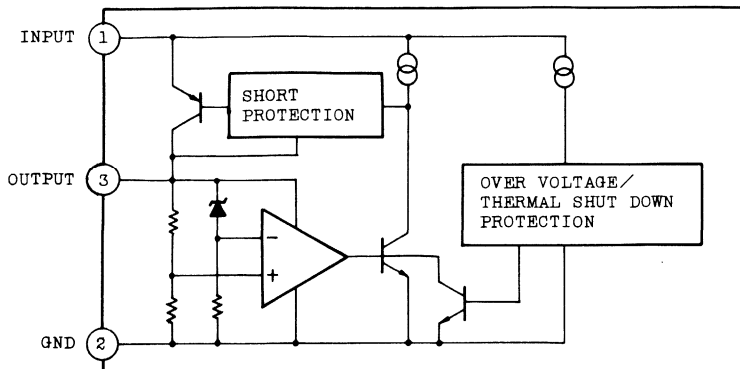 INPUT 1
SHORT
PROTECTION
OUTPUT 3
OVER VOLTAGE/
THERMAL SHUT DOWN
PROTECTION
−
+
GND 2